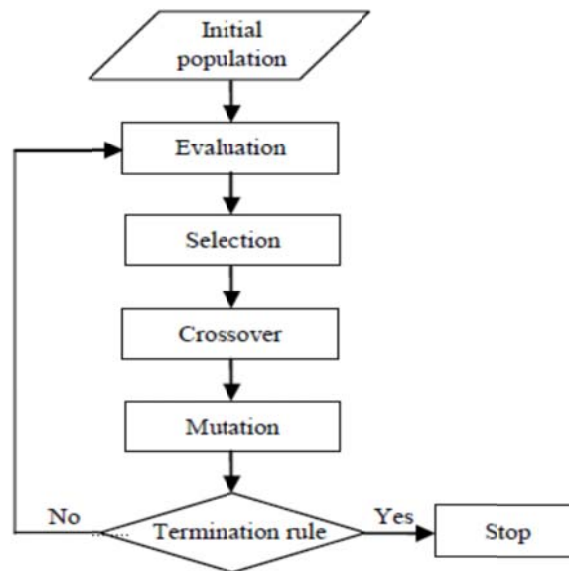 Initial
population
Evaluation
Selection
Crossover
Mutation
No
Termination rule
Yes
Stop